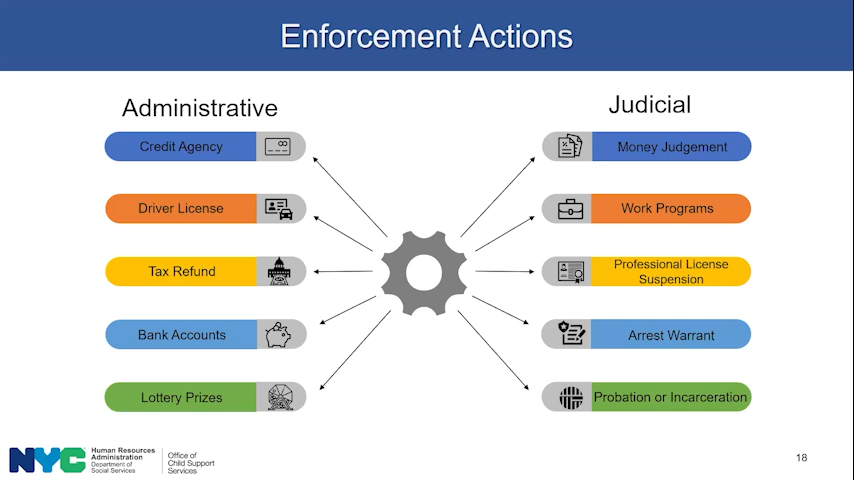 Enforcement Actions
Administrative
Credit Agency
Driver License
Tax Refund
Bank Accounts
Lottery Prizes
Judicial
Money Judgement
Work Programs
Professional License
Suspension
Arrest Warrant
Probation or Incarceration
NYC
Human Resources
Administration
Department of
Social Services
Office of
Child Support
Services
18